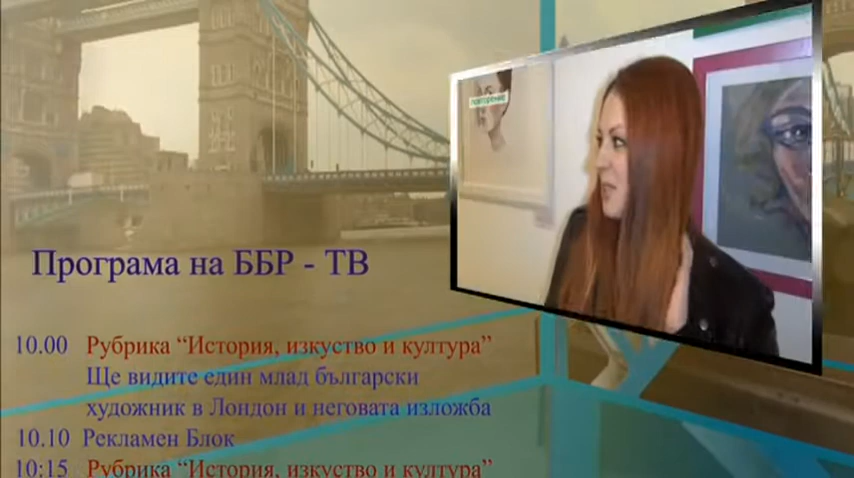 повторение
Програма на ББР - ТВ
10.00 Рубрика “История, изкуство и култура”
Ще видите един млад български
художник в Лондон и неговата изложба
10.10 Рекламен Блок
10:15 Рубрика “История, изкуство и култура”